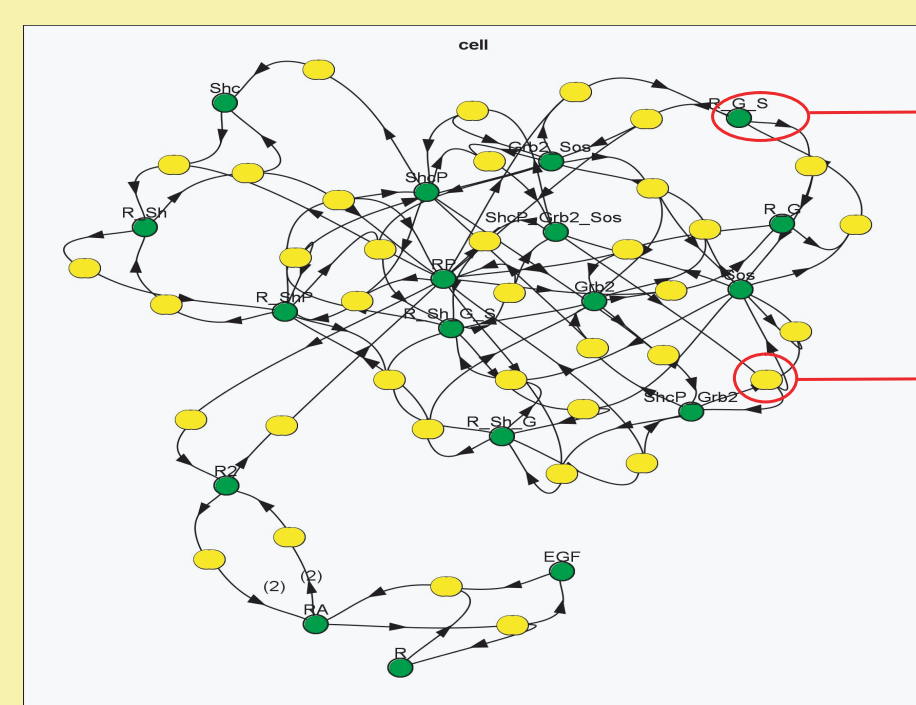 cell
Shc
R_G_S
Grb2_Sos
ShcP
R_Sh
ShcP_Grb2_Sos
R_G
RP
Sos
Grb2
R_ShP
R_Sh_G_S
ShcP_Grb2
R_Sh_G
R2
EGF
(2)
(2)
RA
R